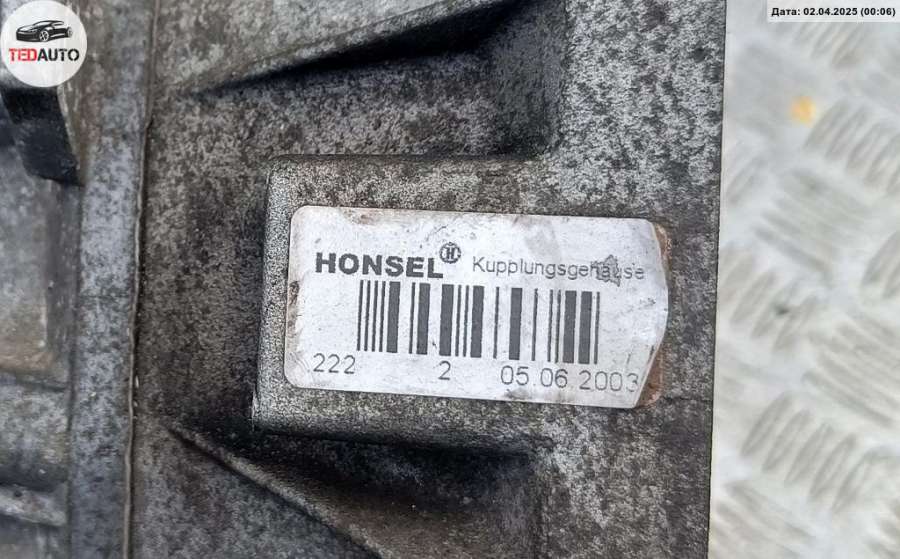 TEDAUTO
Дата: 02.04.2025 (00:06)
HONSEL H Kupplungsgehäuse
222 2 05.06.2003